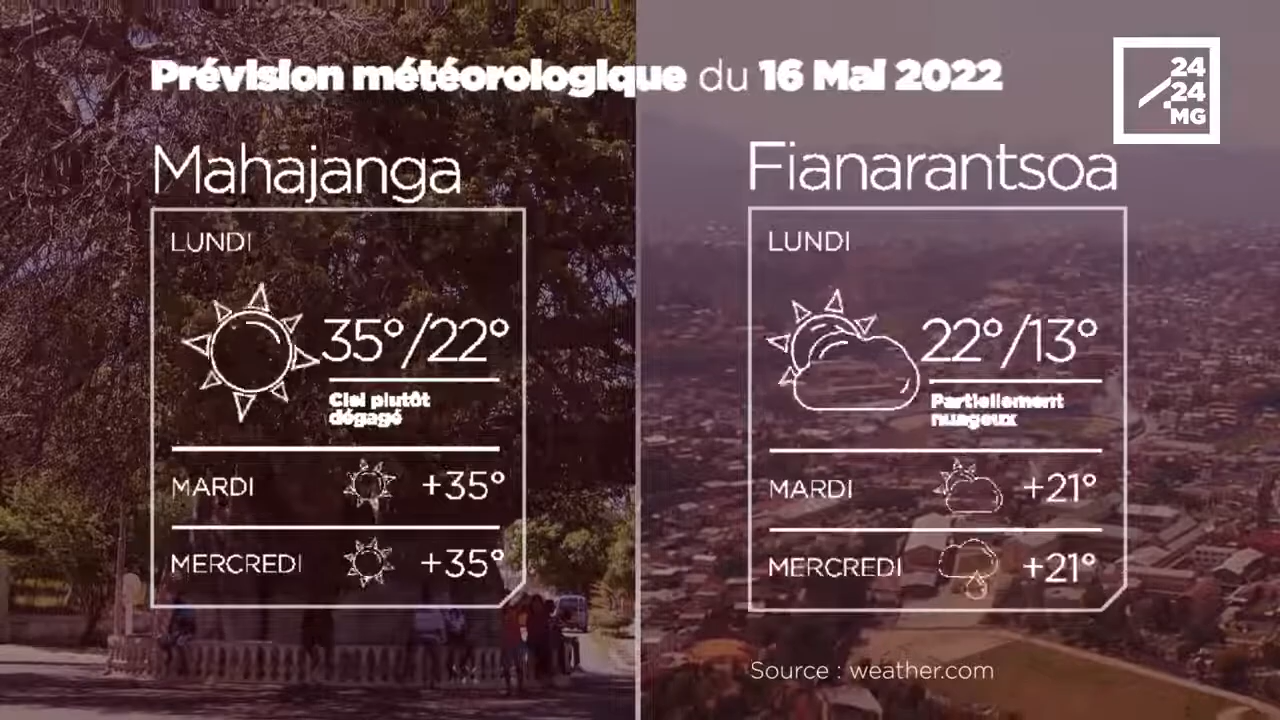 Prévision météorologique du 16 Mai 2022
24
24
MG
Mahajanga
LUNDI
35°/22°
Ciel plutôt
dégagé
MARDI
+35°
MERCREDI
+35°
Fianarantsoa
LUNDI
22°/13°
Partiellement
nuageux
MARDI
+21°
MERCREDI
+21°
Source : weather.com